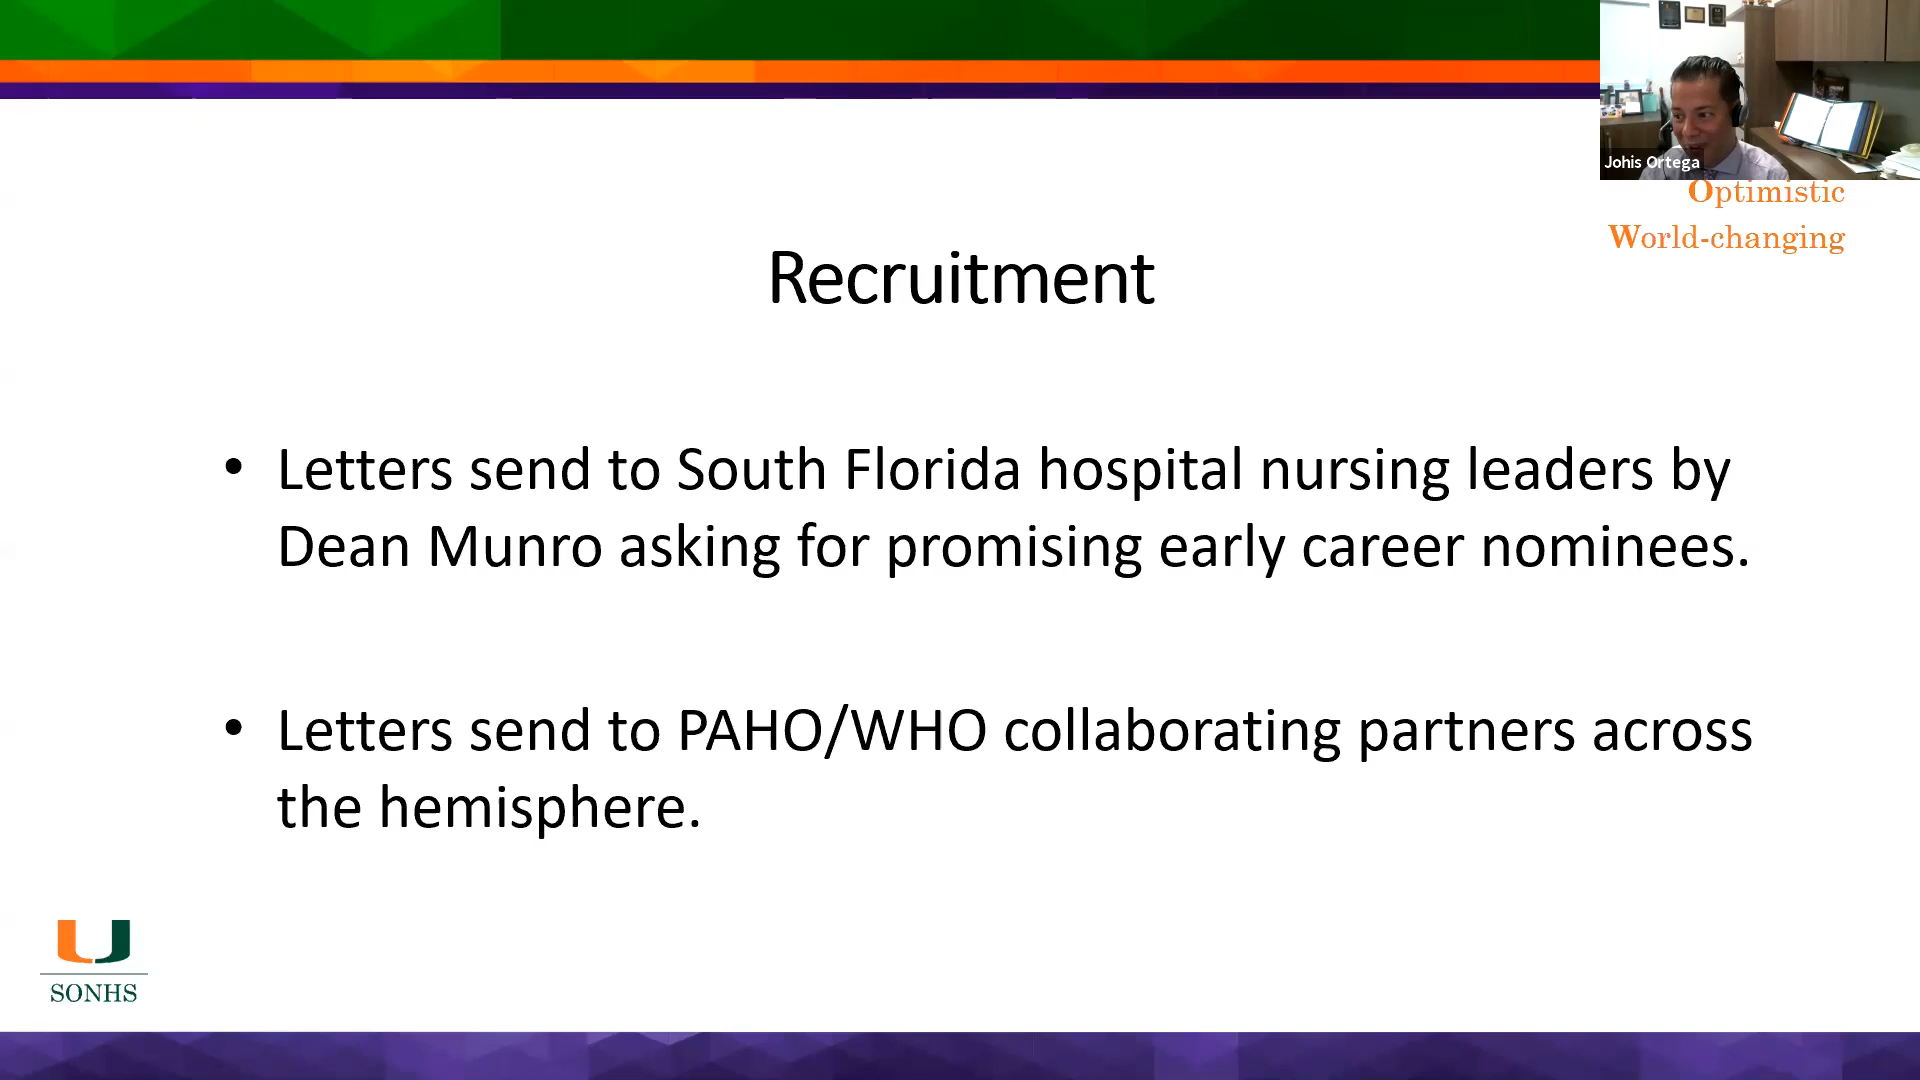 Johis Ortega
Optimistic
World-changing
Recruitment
• Letters send to South Florida hospital nursing leaders by
Dean Munro asking for promising early career nominees.
• Letters send to PAHO/WHO collaborating partners across
the hemisphere.
SONHS